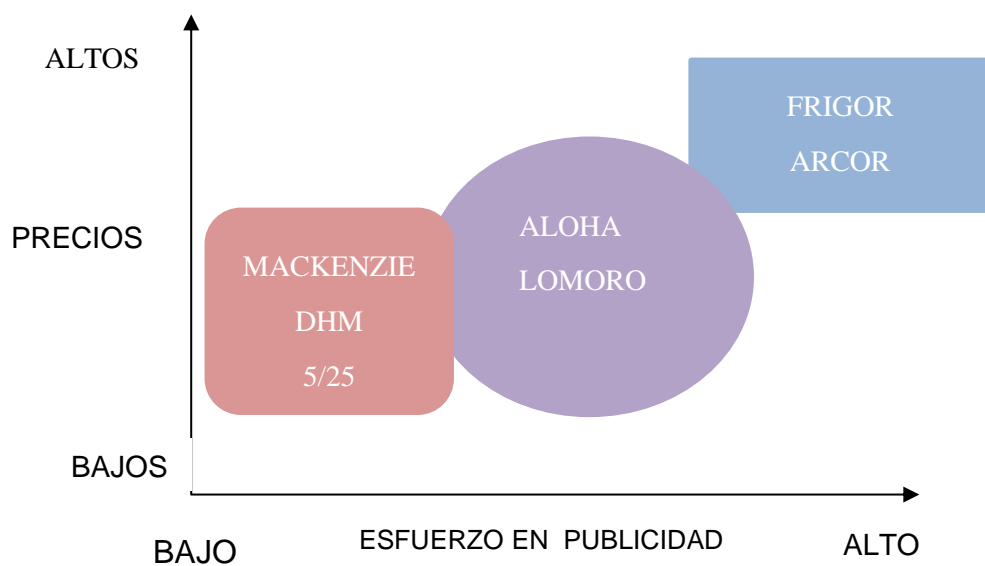 ALTOS
FRIGOR
ARCOR
ALOHA
PRECIOS
MACKENZIE
LOMORO
DHM
5/25
BAJOS
BAJO
ESFUERZO EN PUBLICIDAD
ALTO